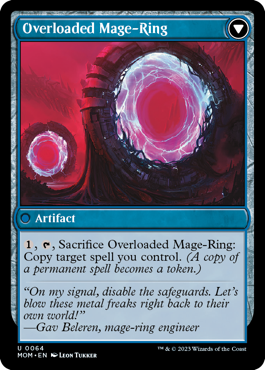 Overloaded Mage-Ring
Artifact
1, T, Sacrifice Overloaded Mage-Ring:
Copy target spell you control. (A copy
of a permanent spell becomes a token.)
“On my signal, disable the safeguards. Let’s
blow these metal freaks right back to their
own world!”
—Gav Beleren, mage-ring engineer
U 0064
MOM • EN LEON TUKKER
™ & © 2023 Wizards of the Coast